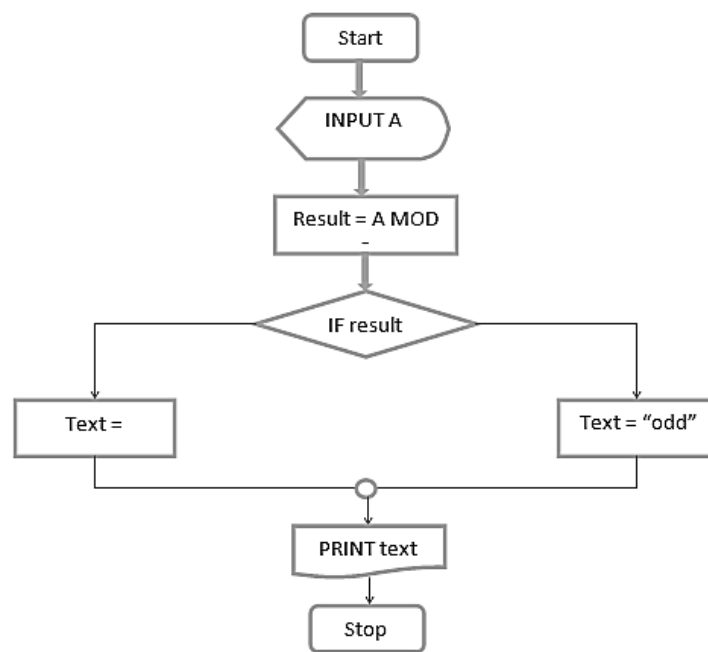 Start
INPUT A
Result = A MOD
IF result
Text =
Text = “odd”
PRINT text
Stop